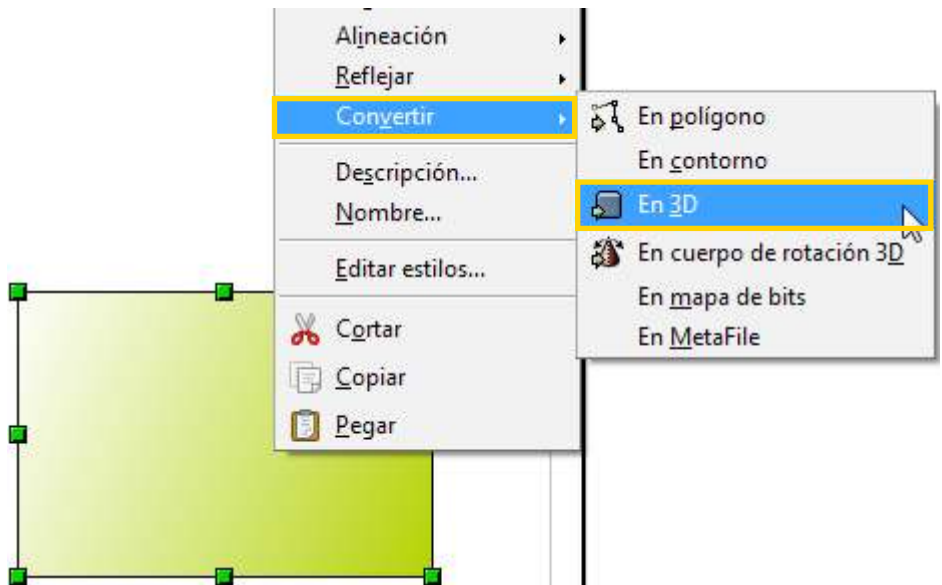 Alineación
Reflejar
Convertir
Descripción...
Nombre...
Editar estilos...
Cortar
Copiar
Pegar
En polígono
En contorno
En 3D
En cuerpo de rotación 3D
En mapa de bits
En MetaFile